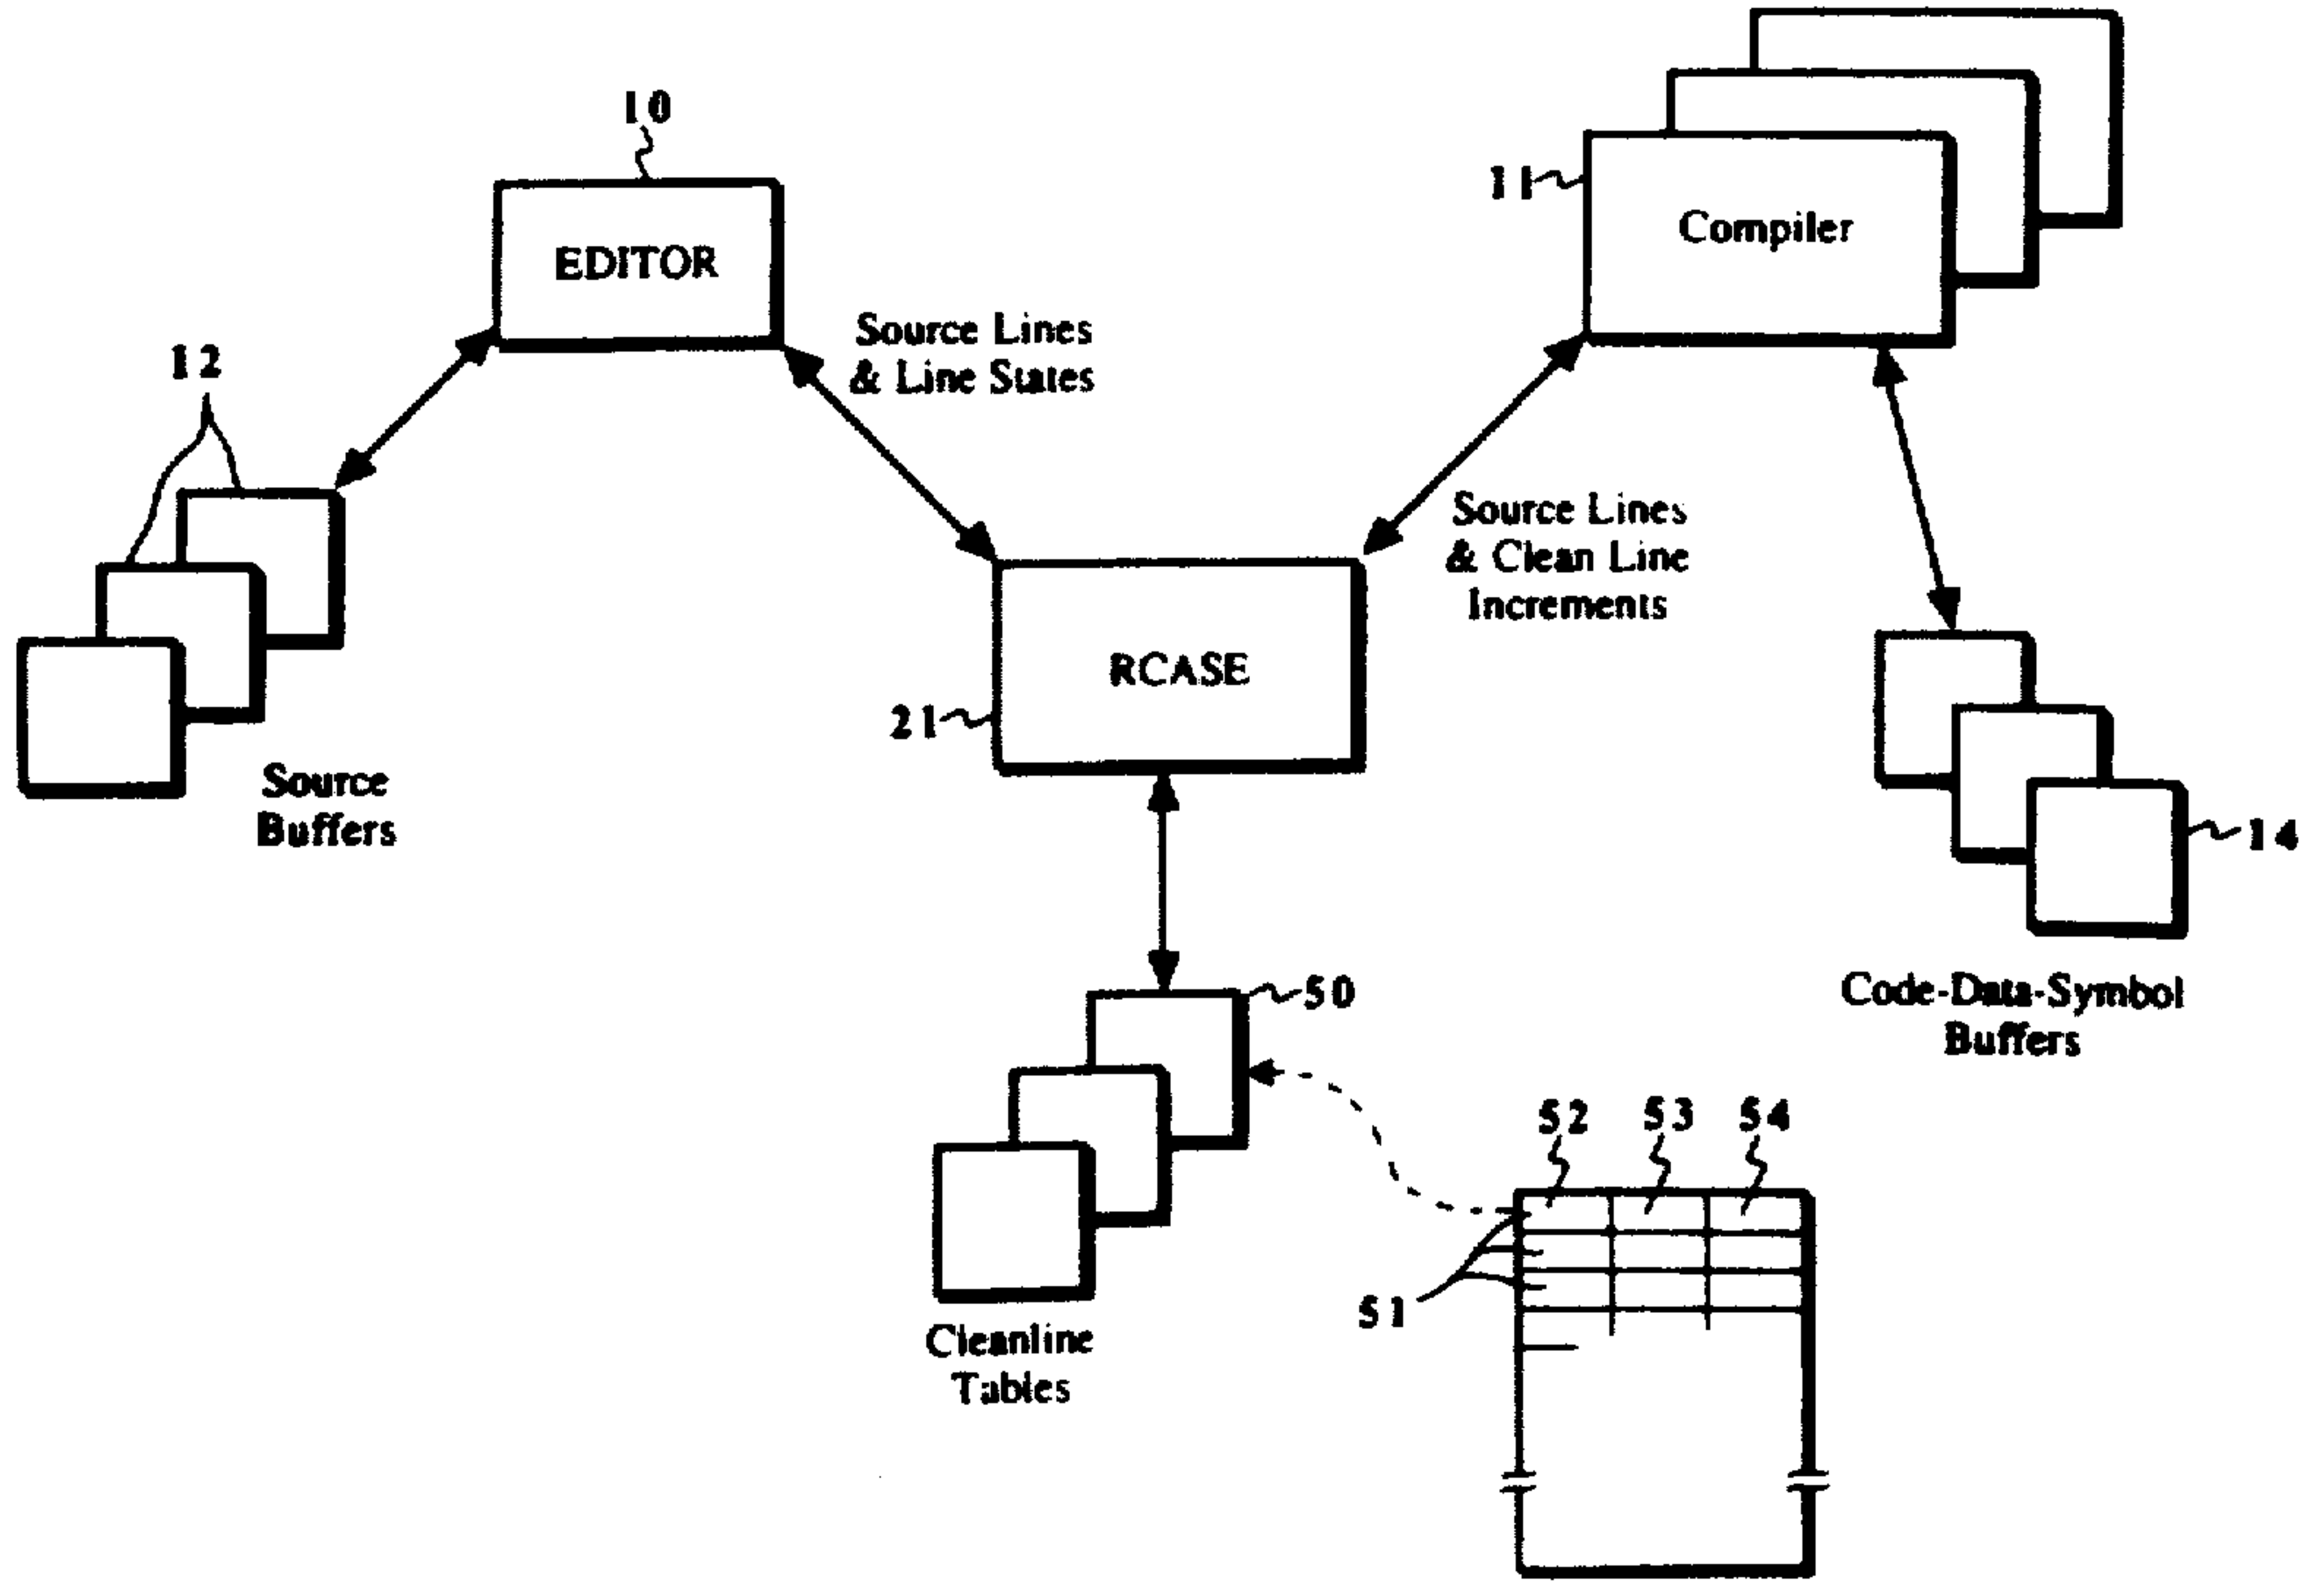 10
EDITOR
11
Compiler
12
Source Lines
& Line States
Source Lines
& Clean Line
Increments
RCASE
21
Source
Buffers
14
Code-Data-Symbol
Buffers
50
Cleanline
Tables
52 53 54
51